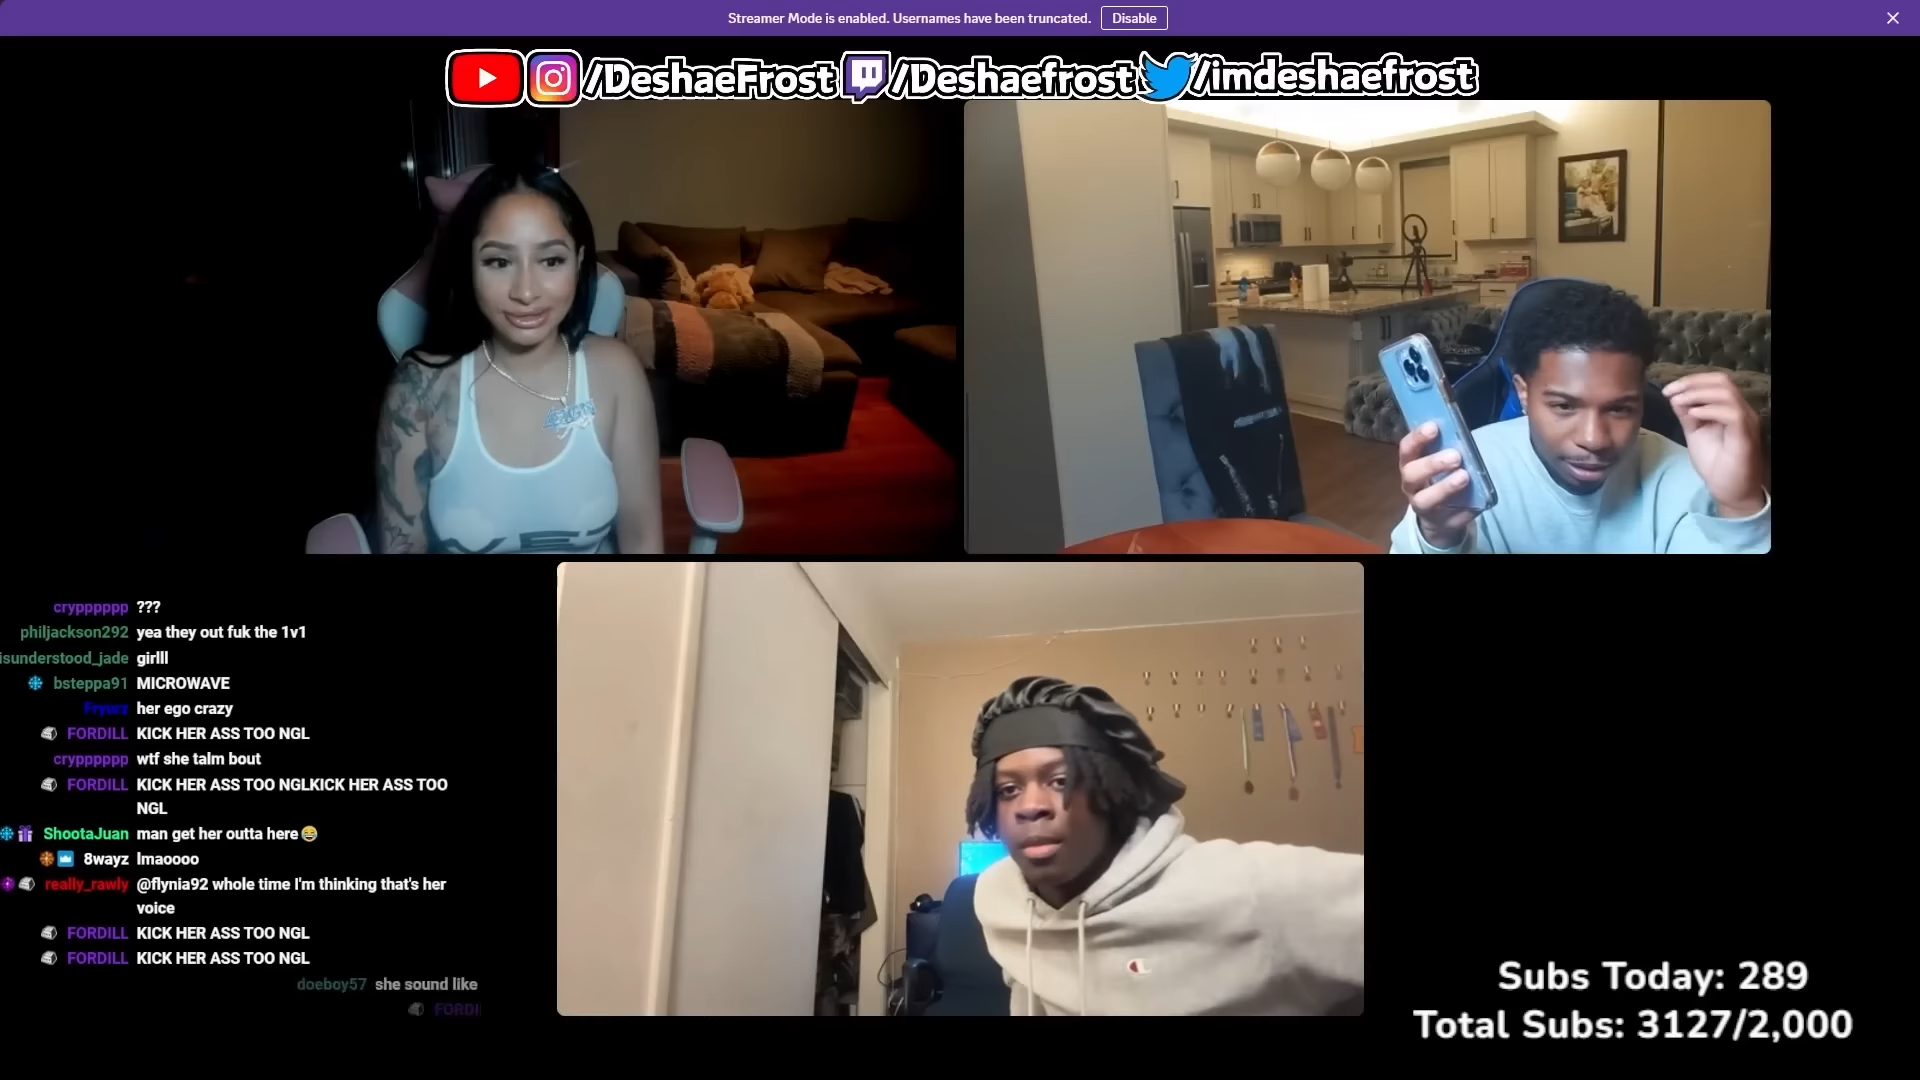 Streamer Mode is enabled. Usernames have been truncated. Disable
/DeshaeFrost /Deshaefrost /imdeshaefrost
crypppppp ???
philjackson292 yea they out fuk the 1v1
isunderstood_jade girlll
bsteppa91 MICROWAVE
her ego crazy
FORDILL KICK HER ASS TOO NGL
crypppppp wtf she talm bout
FORDILL KICK HER ASS TOO NGLKICK HER ASS TOO
NGL
ShootaJuan man get her outta here😂
8wayz lmaoooo
really_rawly @flynia92 whole time I'm thinking that's her
voice
FORDILL KICK HER ASS TOO NGL
FORDILL KICK HER ASS TOO NGL
doeboy57 she sound like
FORDI
Subs Today: 289
Total Subs: 3127/2,000